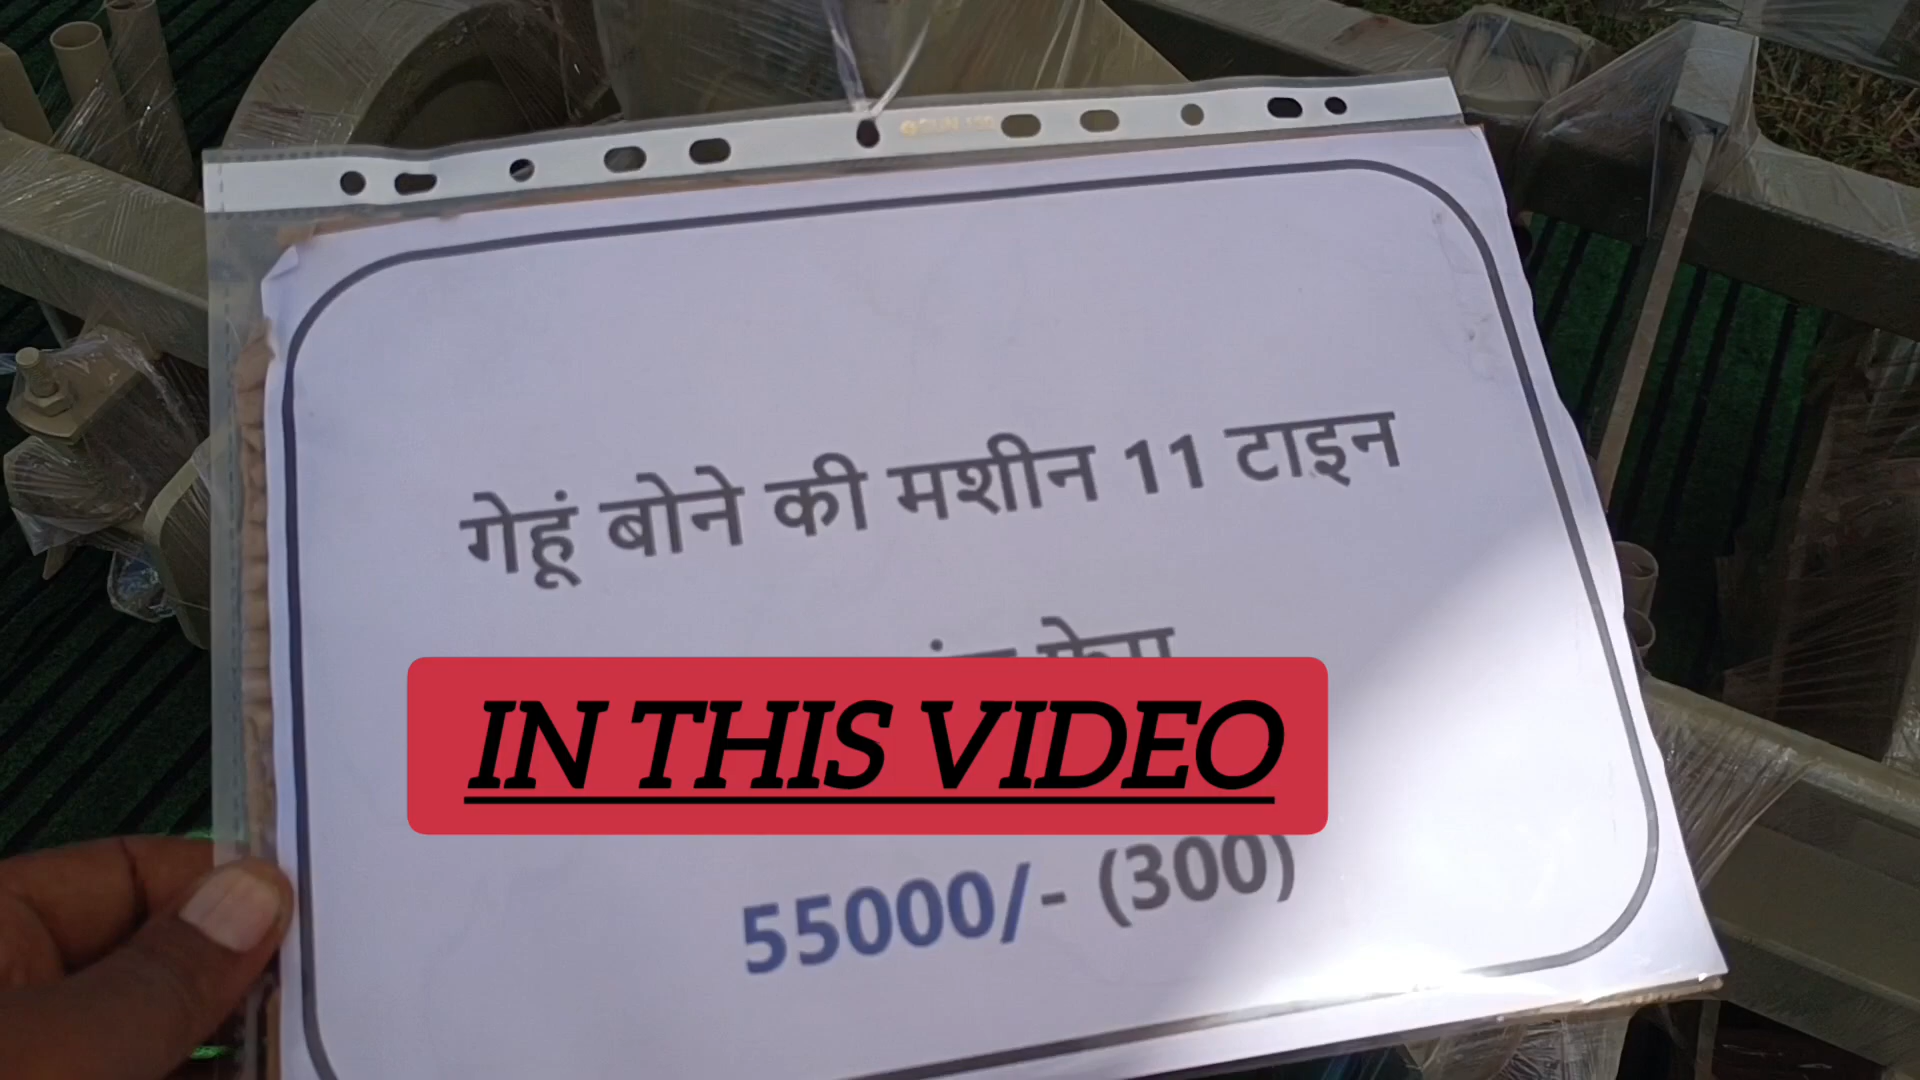 गेहूं बोने की मशीन 11 टाइन
IN THIS VIDEO
55000/- (300)